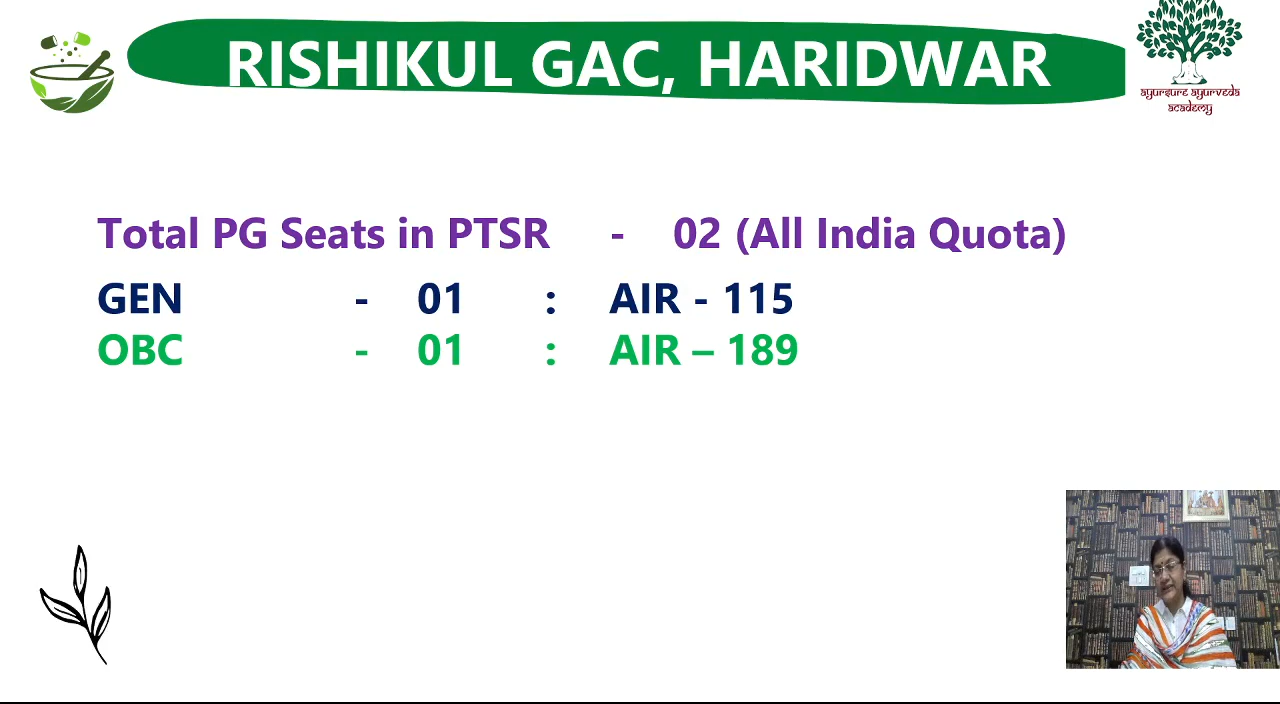 RISHIKUL GAC, HARIDWAR
ayursure ayurveda
academy
Total PG Seats in PTSR - 02 (All India Quota)
GEN - 01 : AIR - 115
OBC - 01 : AIR – 189